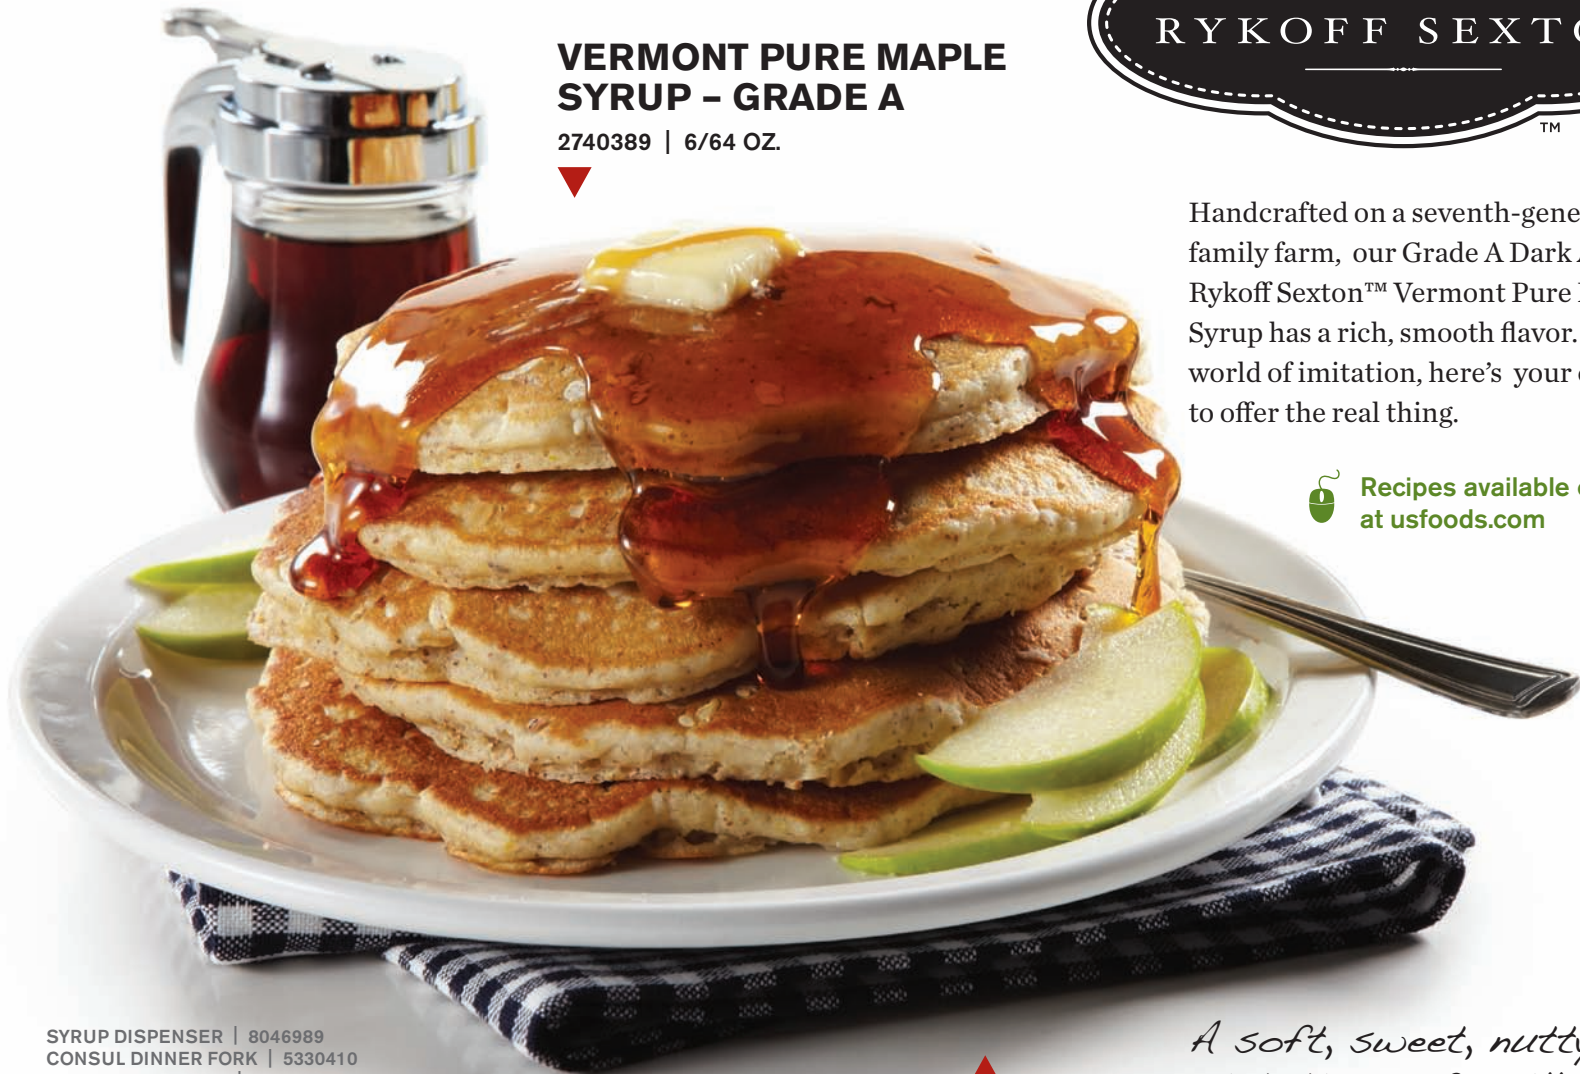 RYKOFF SEXTO
TM
VERMONT PURE MAPLE
SYRUP – GRADE A
2740389 | 6/64 OZ.
Handcrafted on a seventh-gene
family farm, our Grade A Dark
Rykoff Sexton™ Vermont Pure
Syrup has a rich, smooth flavor.
world of imitation, here's your
to offer the real thing.
Recipes available
at usfoods.com
SYRUP DISPENSER | 8046989
CONSUL DINNER FORK | 5330410
A soft, sweet, nutty